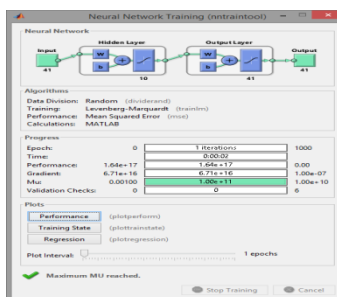 Neural Network Training (nntraintool)
Neural Network
Hidden Layer
Output Layer
Input
Output
W
b
W
b
41
10
41
41
Algorithms
Data Division: Random (dividerand)
Training: Levenberg-Marquardt (trainlm)
Performance: Mean Squared Error (mse)
Calculations: MATLAB
Progress
Epoch: 0 1 iterations 1000
Time: 0:00:02
Performance: 1.64e+17 1.64e+17 0.00
Gradient: 6.71e+16 6.71e+16 1.00e-07
Mu: 0.00100 1.00e+11 1.00e+10
Validation Checks: 0 0 6
Plots
Performance (plotperform)
Training State (plottrainstate)
Regression (plotregression)
Plot Interval: 1 epochs
Maximum MU reached.
Stop Training
Cancel